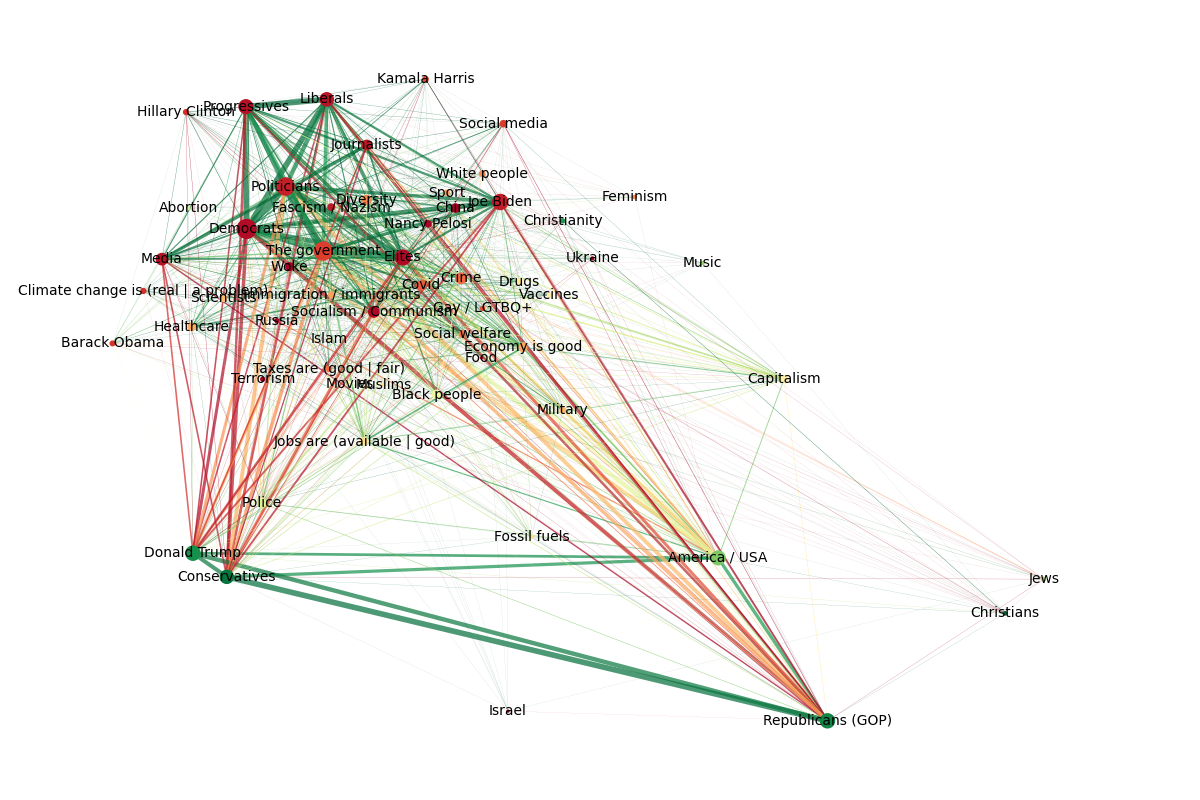 Kamala Harris
Liberals
Progressives
Hillary Clinton
Social media
Journalists
White people
Politicians
Sport
Feminism
Diversity
Joe Biden
Abortion
Fascism / Nazism
China
Christianity
Nancy Pelosi
Democrats
The government
Elites
Media
Ukraine
Music
Woke
Crime
Drugs
Covid
Climate change is (real | a problem)
Scientists
Immigration / immigrants
Vaccines
Gay / LGTBQ+
Socialism / Communism
Russia
Healthcare
Social welfare
Islam
Barack Obama
Economy is good
Food
Taxes are (good | fair)
Terrorism
Movies
Muslims
Capitalism
Black people
Military
Jobs are (available | good)
Police
Fossil fuels
Donald Trump
America / USA
Conservatives
Jews
Christians
Israel
Republicans (GOP)